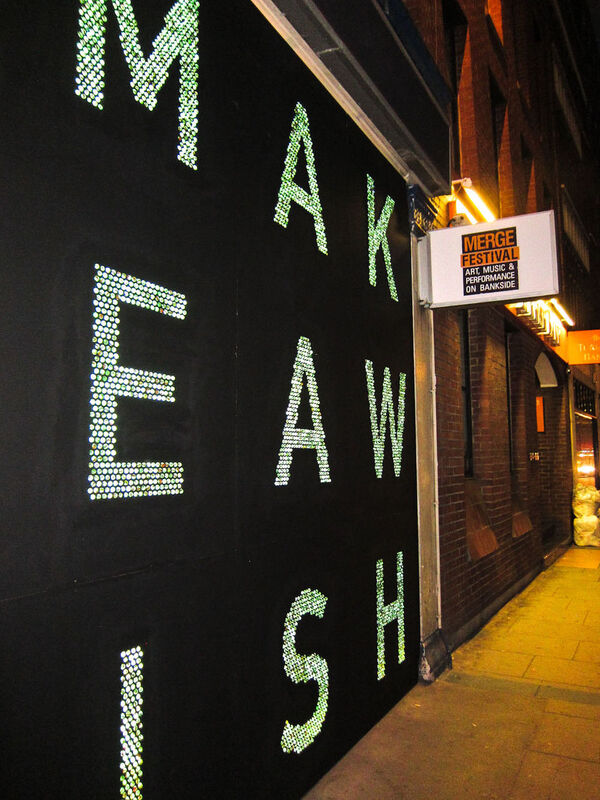 MAK
EAW
ISH
MERGE
FESTIVAL
ART, MUSIC &
PERFORMANCE
ON BANKSIDE